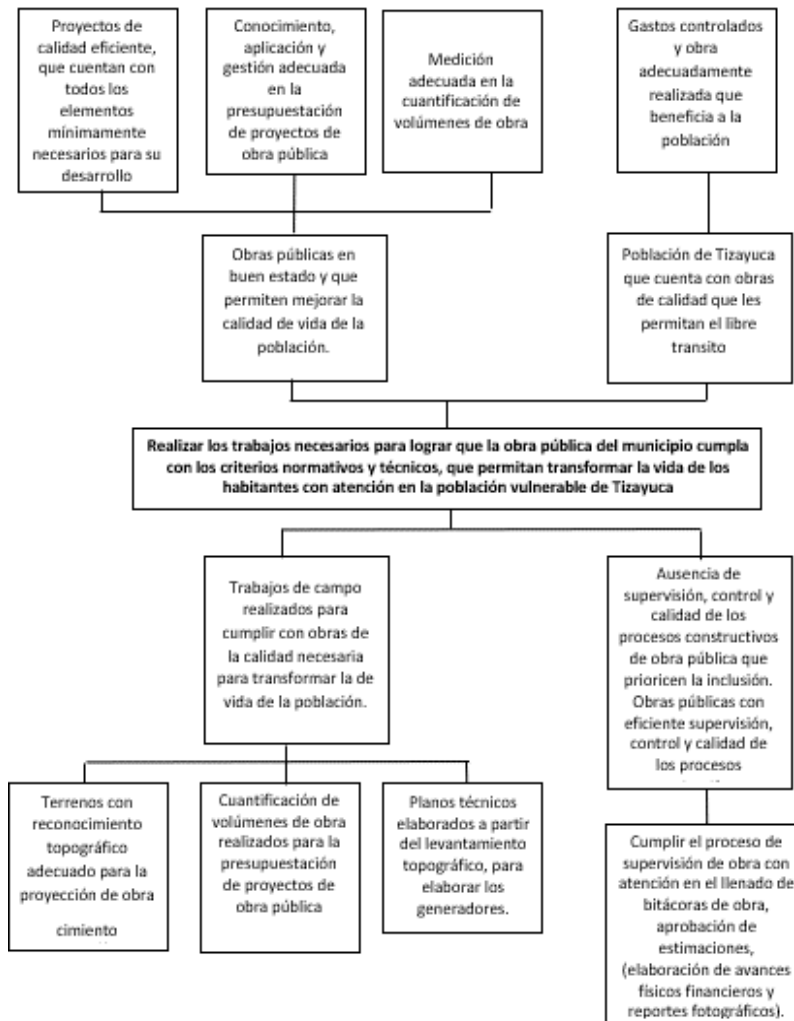 Proyectos de
calidad eficiente,
que cuentan con
todos los
elementos
mínimamente
necesarios para su
desarrollo
Conocimiento,
aplicación y
gestión adecuada
en la
presupuestación
de proyectos de
obra pública
Medición
adecuada en la
cuantificación de
volúmenes de obra
Gastos controlados
y obra
adecuadamente
realizada que
beneficia a la
población
Obras públicas en
buen estado y que
permiten mejorar la
calidad de vida de la
población.
Población de Tizayuca
que cuenta con obras
de calidad que les
permitan el libre
transito
Realizar los trabajos necesarios para lograr que la obra pública del municipio cumpla
con los criterios normativos y técnicos, que permitan transformar la vida de los
habitantes con atención en la población vulnerable de Tizayuca
Trabajos de campo
realizados para
cumplir con obras de
la calidad necesaria
para transformar la de
vida de la población.
Ausencia de
supervisión, control y
calidad de los
procesos constructivos
de obra pública que
prioricen la inclusión.
Obras públicas con
eficiente supervisión,
control y calidad de
los procesos
Terrenos con
reconocimiento
topográfico
adecuado para la
proyección de obra
cimiento
Cuantificación de
volúmenes de obra
realizados para la
presupuestación
de proyectos de
obra pública
Planos técnicos
elaborados a partir
del levantamiento
topográfico, para
elaborar los
generadores.
Cumplir el proceso de
supervisión de obra con
atención en el llenado de
bitácoras de obra,
aprobación de
estimaciones,
(elaboración de avances
físicos financieros y
reportes fotográficos).